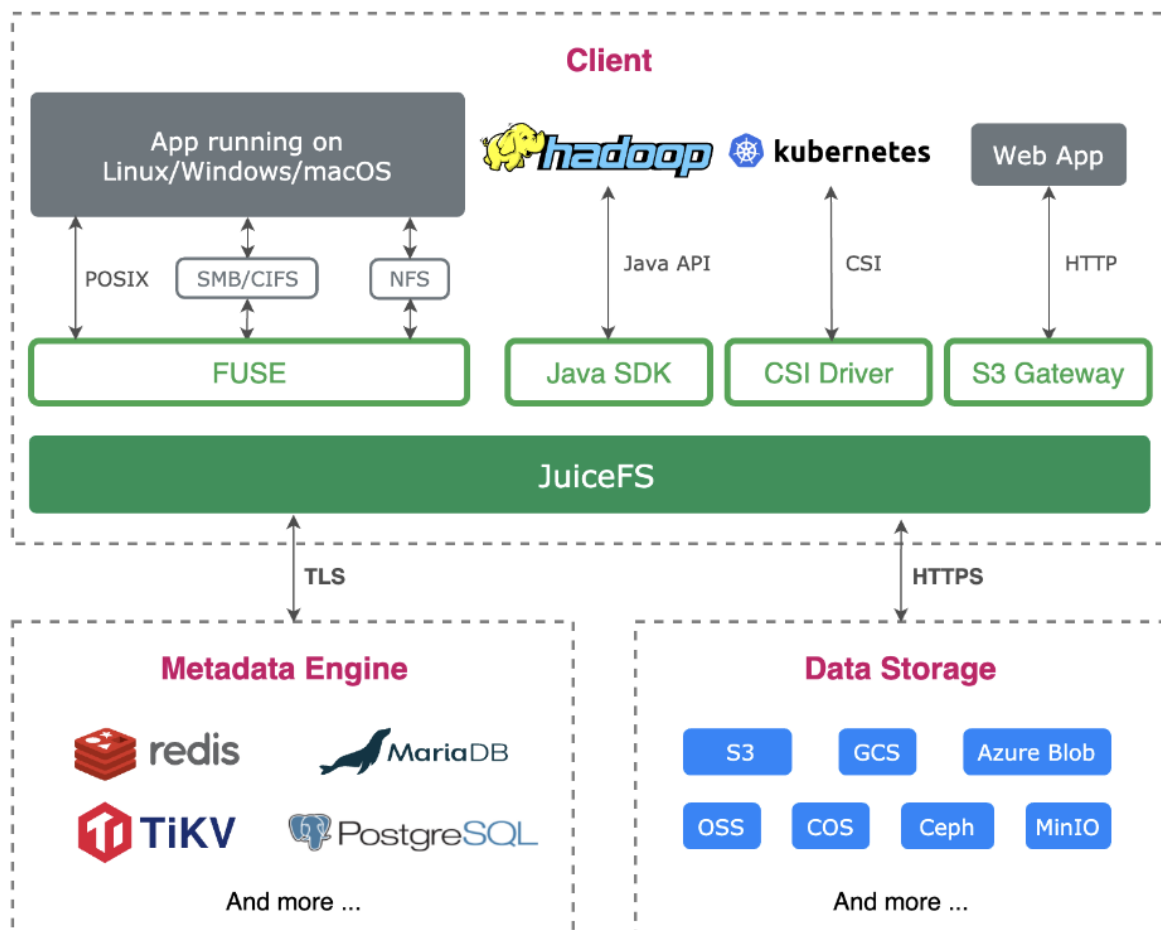 Client
App running on
Linux/Windows/macOS
hadoop
kubernetes
Web App
POSIX
SMB/CIFS
NFS
Java API
CSI
HTTP
FUSE
Java SDK
CSI Driver
S3 Gateway
JuiceFS
TLS
HTTPS
Metadata Engine
redis
MariaDB
TiKV
PostgreSQL
And more ...
Data Storage
S3
GCS
Azure Blob
OSS
COS
Ceph
MinIO
And more ...